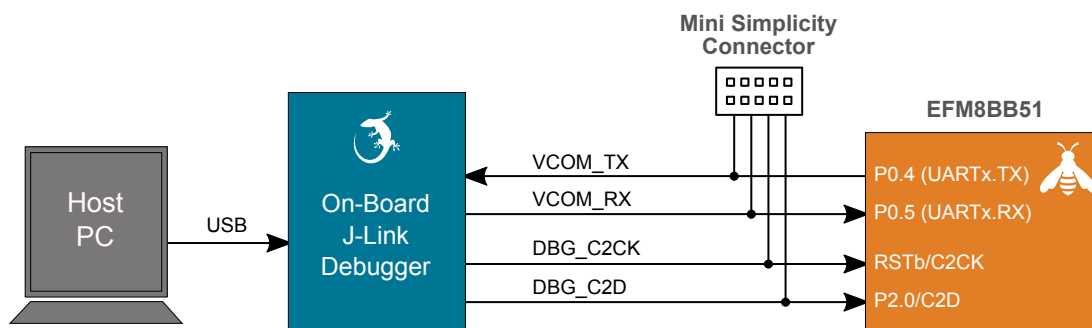 Mini Simplicity
Connector
EFM8BB51
Host
PC
USB
On-Board
J-Link
Debugger
VCOM_TX
VCOM_RX
DBG_C2CK
DBG_C2D
P0.4 (UARTx.TX)
P0.5 (UARTx.RX)
RSTb/C2CK
P2.0/C2D